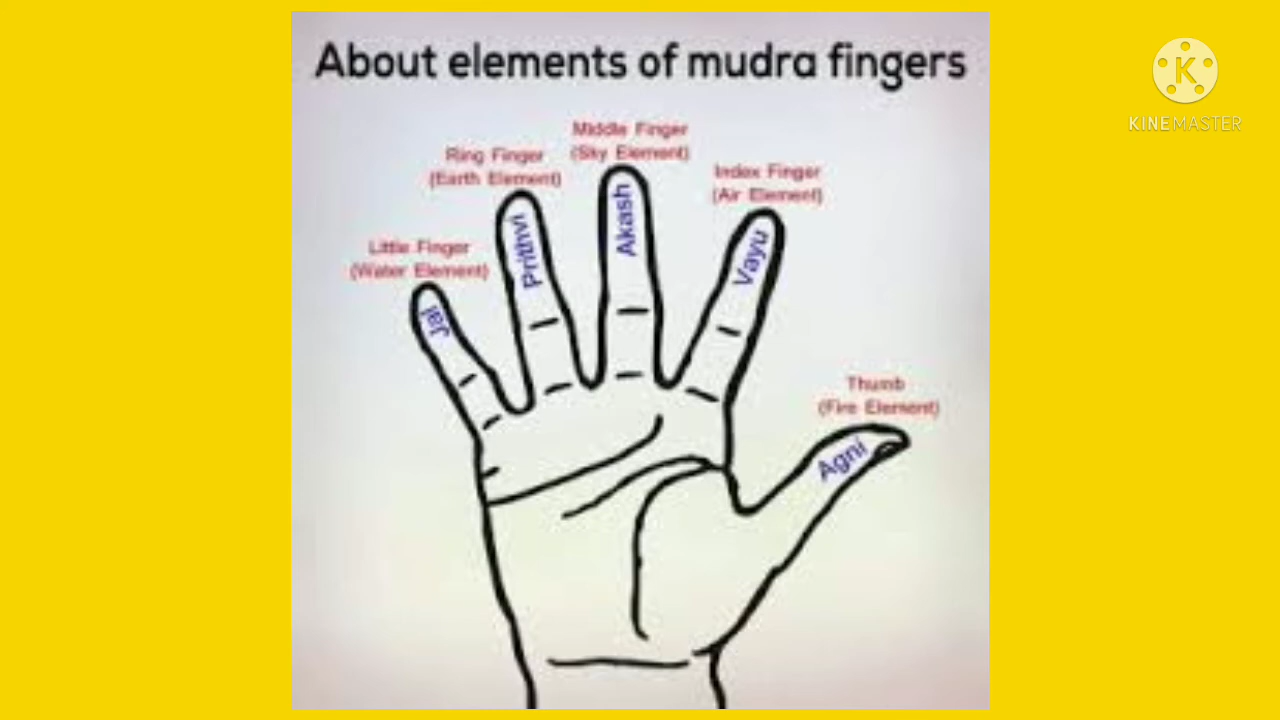 About elements of mudra fingers
KINEMASTER
Middle Finger
(Sky Element)
Ring Finger
(Earth Element)
Index Finger
(Air Element)
Little Finger
(Water Element)
Thumb
(Fire Element)
jal
Prithvi
Akash
Vayu
Agni